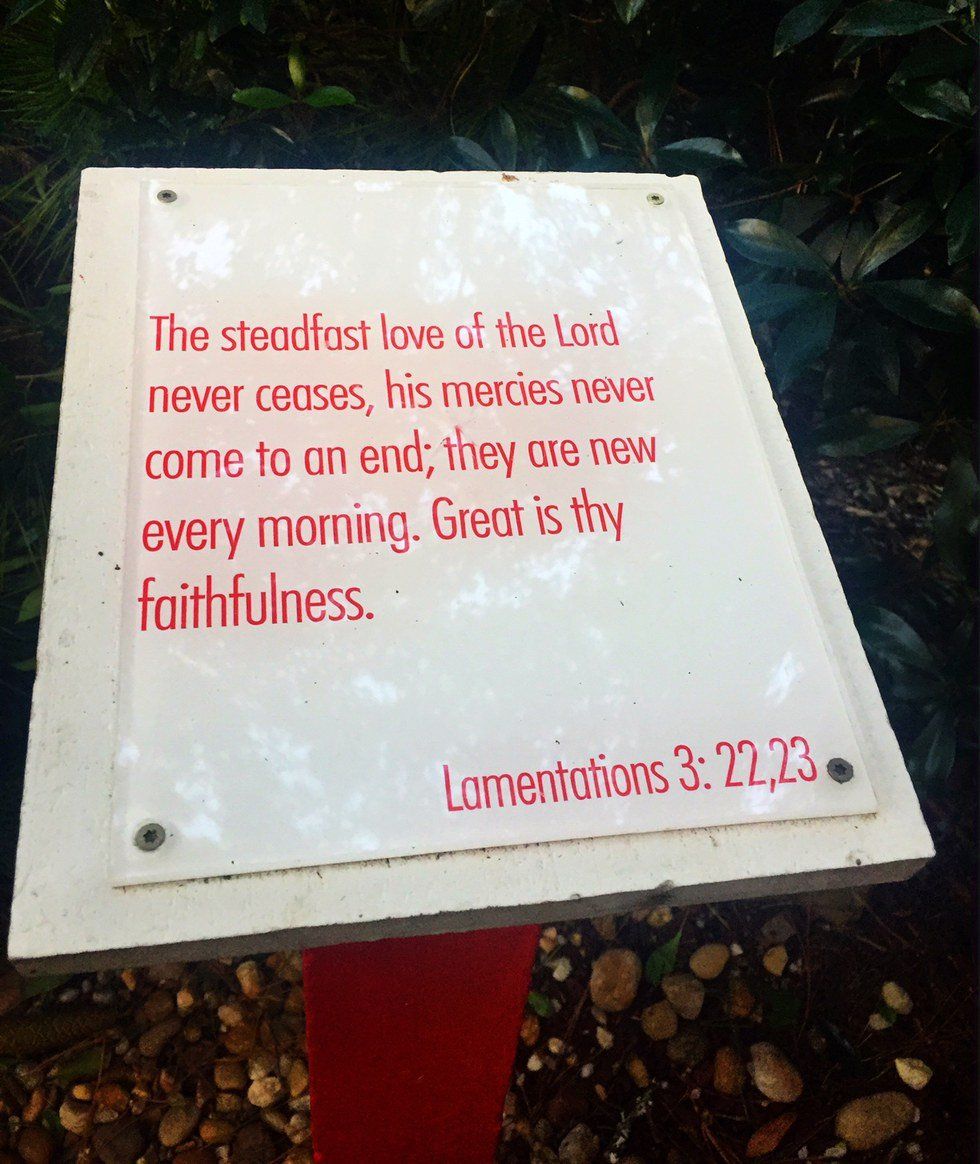 The steadfast love of the Lord
never ceases, his mercies never
come to an end; they are new
every morning. Great is thy
faithfulness.
Lamentations 3: 22,23